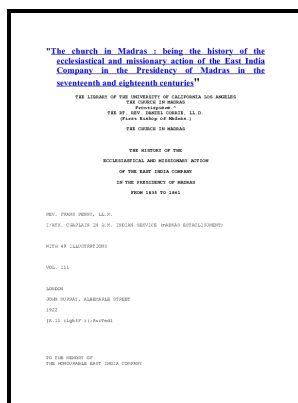 "The church in Madras : being the history of the
ecclesiastical and missionary action of the East India
Company in the Presidency of Madras in the
seventeenth and eighteenth centuries"
THE LIBRARY OF THE UNIVERSITY OF CALIFORNIA LOS ANGELES
THE CHURCH IN MADRAS
THE RT. REV. DANIEL CORRIE, LL.D.
(First Bishop of
THE CHURCH IN MADRAS
THE HISTORY OF THE
ECCLESIASTICAL AND MISSIONARY ACTION
OF THE EAST INDIA COMPANY
IN THE PRESIDENCY OF MADRAS
FROM 1835 TO 1861
REV. FRANK PENNY, LL.M.
CHAPLAIN IN INDIAN SERVICE
WITH 49 ILLUSTRATIONS
VOL. III
LONDON
JOHN MURRAY, ALBEMARLE STREET
1922
TO THE MEMORY OF
THE HONOURABLE EAST INDIA COMPANY